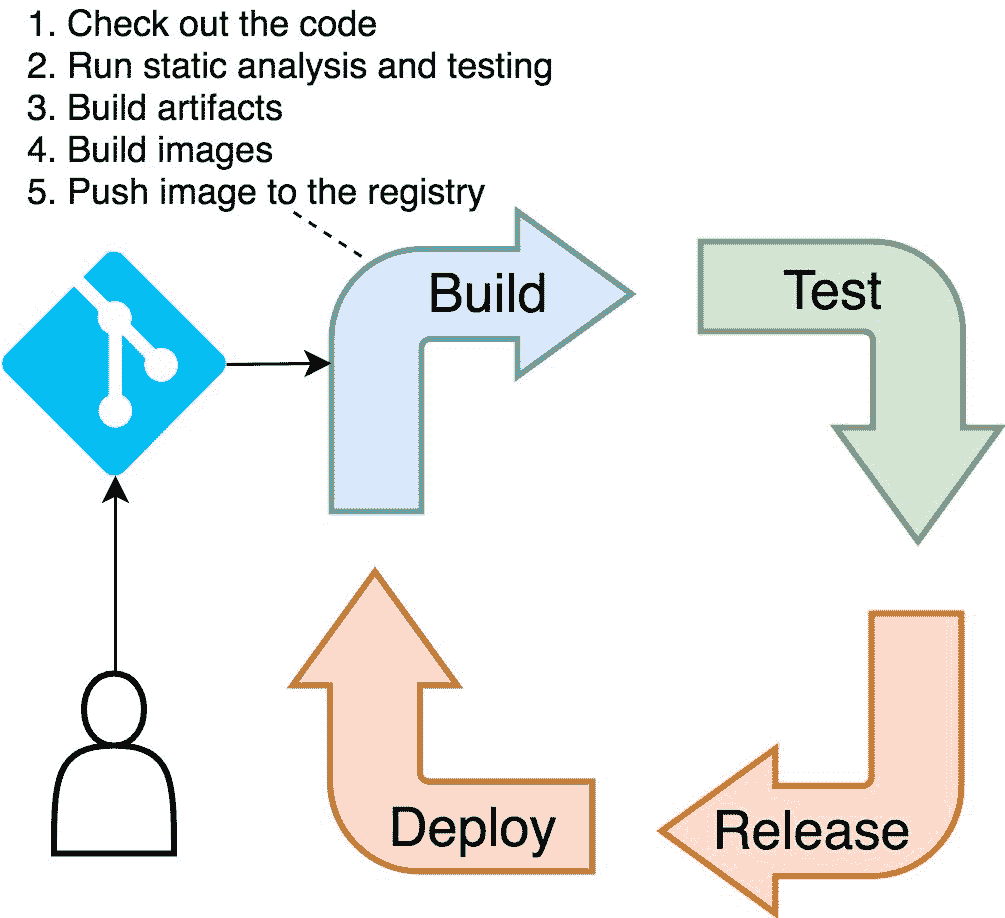 1. Check out the code
2. Run static analysis and testing
3. Build artifacts
4. Build images
5. Push image to the registry
Build
Test
Deploy
Release